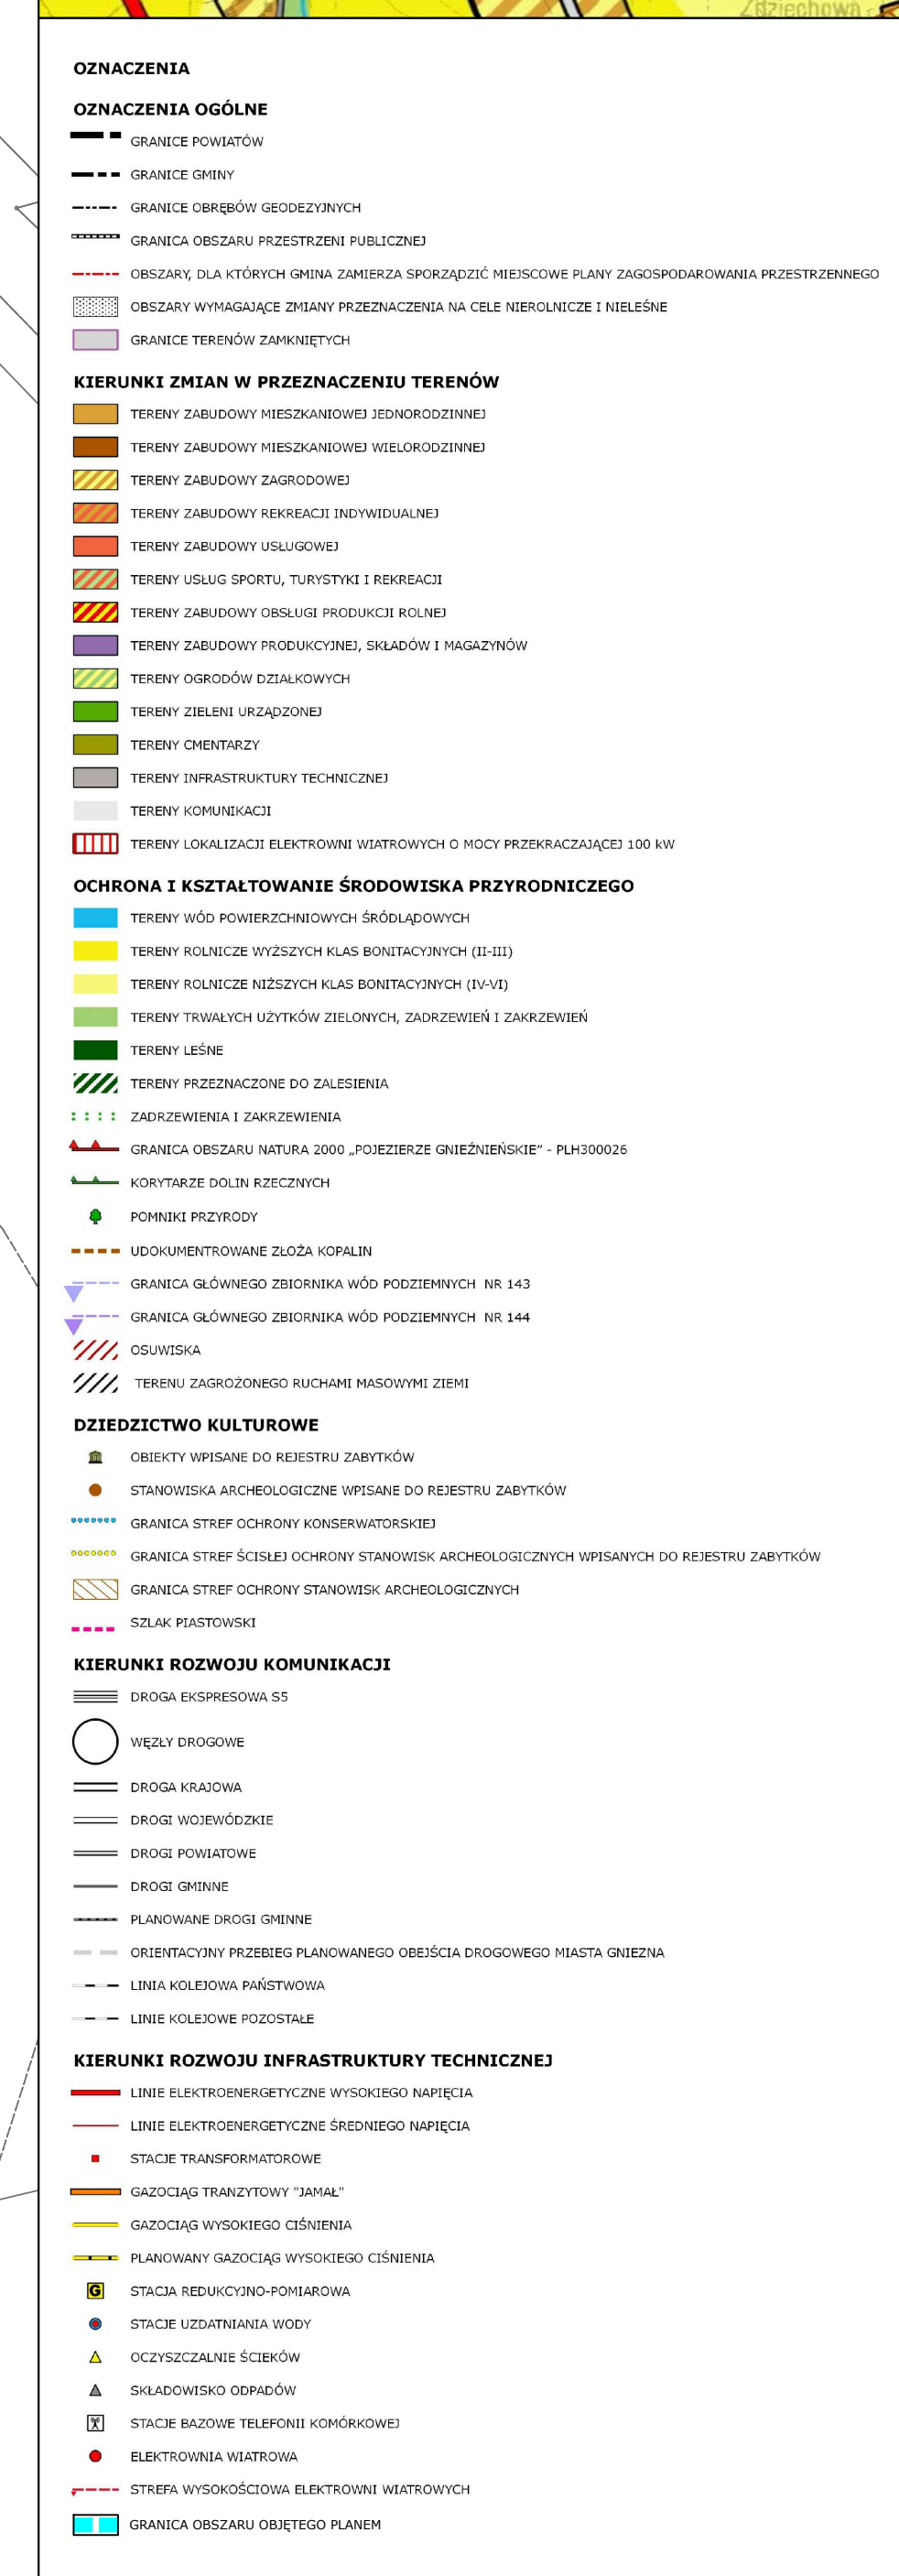 dziechowa
OZNACZENIA
OZNACZENIA OGÓLNE
GRANICE POWIATÓW
GRANICE GMINY
GRANICE OBRĘBÓW GEODEZYJNYCH
GRANICA OBSZARU PRZESTRZENI PUBLICZNEJ
OBSZARY, DLA KTÓRYCH GMINA ZAMIERZA SPORZĄDZIĆ MIEJSCOWE PLANY ZAGOSPODAROWANIA PRZESTRZENNEGO
OBSZARY WYMAGAJĄCE ZMIANY PRZEZNACZENIA NA CELE NIEROLNICZE I NIELEŚNE
GRANICE TERENÓW ZAMKNIĘTYCH
KIERUNKI ZMIAN W PRZEZNACZENIU TERENÓW
TERENY ZABUDOWY MIESZKANIOWEJ JEDNORODZINNEJ
TERENY ZABUDOWY MIESZKANIOWEJ WIELORODZINNEJ
TERENY ZABUDOWY ZAGRODOWEJ
TERENY ZABUDOWY REKREACJI INDYWIDUALNEJ
TERENY ZABUDOWY USŁUGOWEJ
TERENY USŁUG SPORTU, TURYSTYKI I REKREACJI
TERENY ZABUDOWY OBSŁUGI PRODUKCJI ROLNEJ
TERENY ZABUDOWY PRODUKCYJNEJ, SKŁADÓW I MAGAZYNÓW
TERENY OGRODÓW DZIAŁKOWYCH
TERENY ZIELENI URZĄDZONEJ
TERENY CMENTARZY
TERENY INFRASTRUKTURY TECHNICZNEJ
TERENY KOMUNIKACJI
TERENY LOKALIZACJI ELEKTROWNI WIATROWYCH O MOCY PRZEKRACZAJĄCEJ 100 kW
OCHRONA I KSZTAŁTOWANIE ŚRODOWISKA PRZYRODNICZEGO
TERENY WÓD POWIERZCHNIOWYCH ŚRÓDLĄDOWYCH
TERENY ROLNICZE WYŻSZYCH KLAS BONITACYJNYCH (II-III)
TERENY ROLNICZE NIŻSZYCH KLAS BONITACYJNYCH (IV-VI)
TERENY TRWAŁYCH UŻYTKÓW ZIELONYCH, ZADRZEWIEŃ I ZAKRZEWIEŃ
TERENY LEŚNE
TERENY PRZEZNACZONE DO ZALESIENIA
ZADRZEWIENIA I ZAKRZEWIENIA
GRANICA OBSZARU NATURA 2000 „POJEZIERZE GNIEŹNIEŃSKIE” - PLH300026
KORYTARZE DOLIN RZECZNYCH
POMNIKI PRZYRODY
UDOKUMENTROWANE ZŁOŻA KOPALIN
GRANICA GŁÓWNEGO ZBIORNIKA WÓD PODZIEMNYCH NR 143
GRANICA GŁÓWNEGO ZBIORNIKA WÓD PODZIEMNYCH NR 144
OSUWISKA
TERENU ZAGROŻONEGO RUCHAMI MASOWYMI ZIEMI
DZIEDZICTWO KULTUROWE
OBIEKTY WPISANE DO REJESTRU ZABYTKÓW
STANOWISKA ARCHEOLOGICZNE WPISANE DO REJESTRU ZABYTKÓW
GRANICA STREF OCHRONY KONSERWATORSKIEJ
GRANICA STREF ŚCISŁEJ OCHRONY STANOWISK ARCHEOLOGICZNYCH WPISANYCH DO REJESTRU ZABYTKÓW
GRANICA STREF OCHRONY STANOWISK ARCHEOLOGICZNYCH
SZLAK PIASTOWSKI
KIERUNKI ROZWOJU KOMUNIKACJI
DROGA EKSPRESOWA S5
WĘZŁY DROGOWE
DROGA KRAJOWA
DROGI WOJEWÓDZKIE
DROGI POWIATOWE
DROGI GMINNE
PLANOWANE DROGI GMINNE
ORIENTACYJNY PRZEBIEG PLANOWANEGO OBEJŚCIA DROGOWEGO MIASTA GNIEZNA
LINIA KOLEJOWA PAŃSTWOWA
LINIE KOLEJOWE POZOSTAŁE
KIERUNKI ROZWOJU INFRASTRUKTURY TECHNICZNEJ
LINIE ELEKTROENERGETYCZNE WYSOKIEGO NAPIĘCIA
LINIE ELEKTROENERGETYCZNE ŚREDNIEGO NAPIĘCIA
STACJE TRANSFORMATOROWE
GAZOCIĄG TRANZYTOWY "JAMAŁ"
GAZOCIĄG WYSOKIEGO CIŚNIENIA
PLANOWANY GAZOCIĄG WYSOKIEGO CIŚNIENIA
G STACJA REDUKCYJNO-POMIAROWA
STACJE UZDATNIANIA WODY
OCZYSZCZALNIE ŚCIEKÓW
SKŁADOWISKO ODPADÓW
STACJE BAZOWE TELEFONII KOMÓRKOWEJ
ELEKTROWNIA WIATROWA
STREFA WYSOKOŚCIOWA ELEKTROWNI WIATROWYCH
GRANICA OBSZARU OBJĘTEGO PLANEM